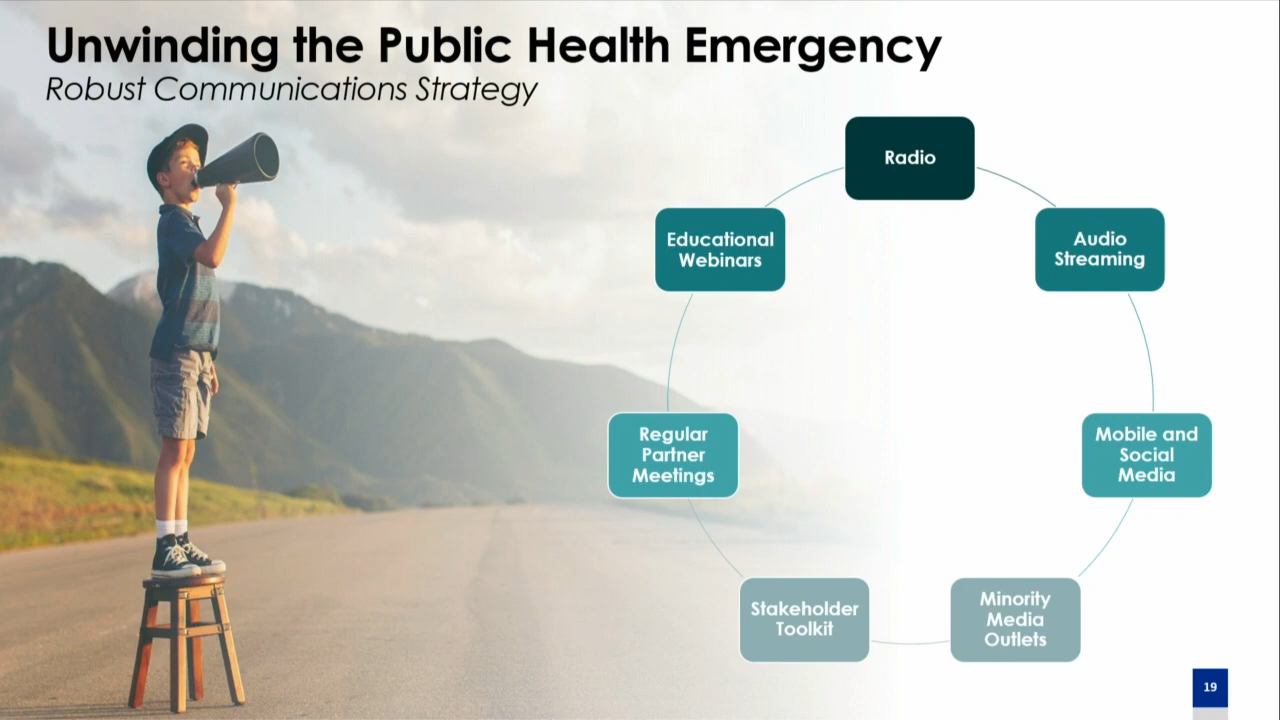 Unwinding the Public Health Emergency
Robust Communications Strategy
Radio
Audio
Streaming
Mobile and
Social
Media
Minority
Media
Outlets
Stakeholder
Toolkit
Regular
Partner
Meetings
Educational
Webinars
19